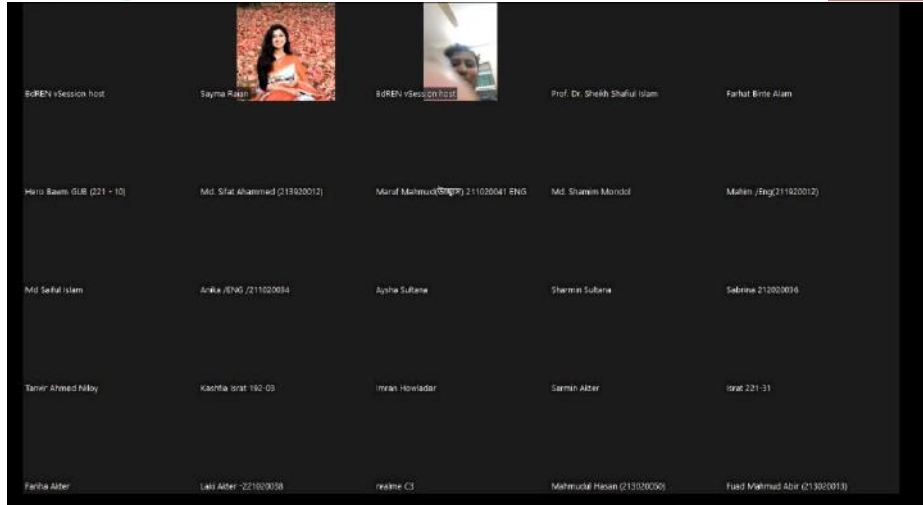 BdREN vSession host
Sayma Raian
BdREN vSession host
Prof. Dr. Sheikh Shafiul Islam
Farhat Binte Alam
Hero Bawm GUB (221 - 10)
Md. Sifat Ahammed (213920012)
Maruf Mahmud 211020041 ENG
Md. Shamim Mondol
Mahim /Eng(211920012)
Md Saiful Islam
Anika /ENG /211020034
Aysha Sultana
Sharmin Sultana
Sabrina 212020036
Tanvir Ahmed Niloy
Kashfia Israt 192-03
Imran Howladar
Sarmin Akter
Israt 221-31
Fariha Akter
Laki Akter -221020038
realme C3
Mahmudul Hasan (213020050)
Fuad Mahmud Abir (213020013)